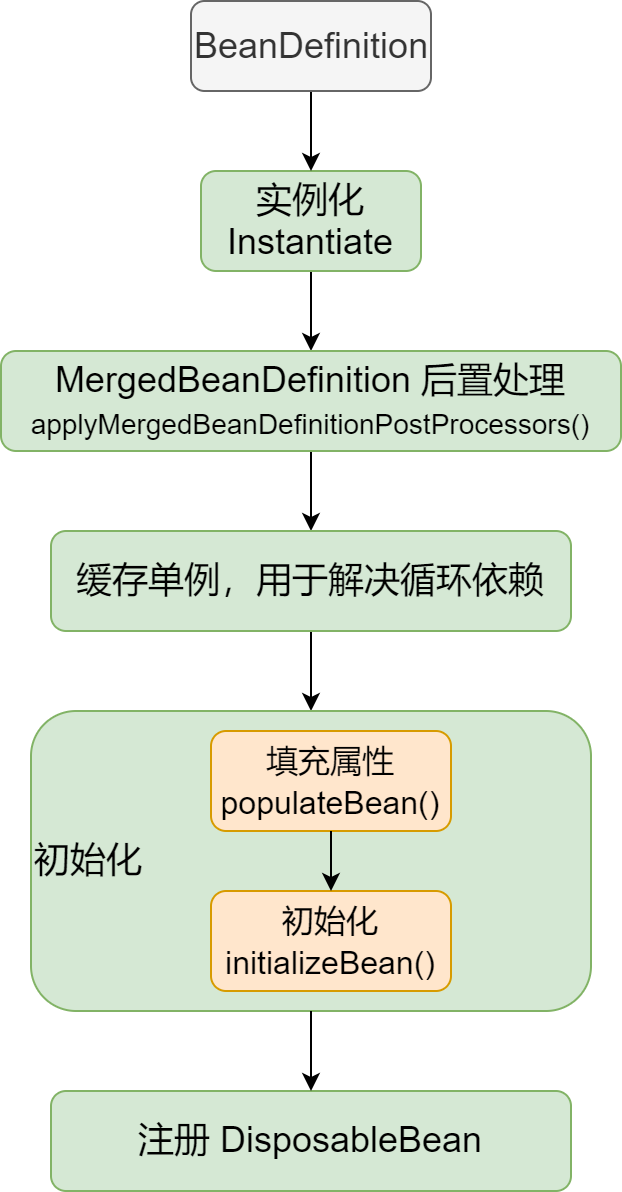 BeanDefinition
实例化
Instantiate
MergedBeanDefinition 后置处理
applyMergedBeanDefinitionPostProcessors()
缓存单例，用于解决循环依赖
初始化
填充属性
populateBean()
初始化
initializeBean()
注册 DisposableBean